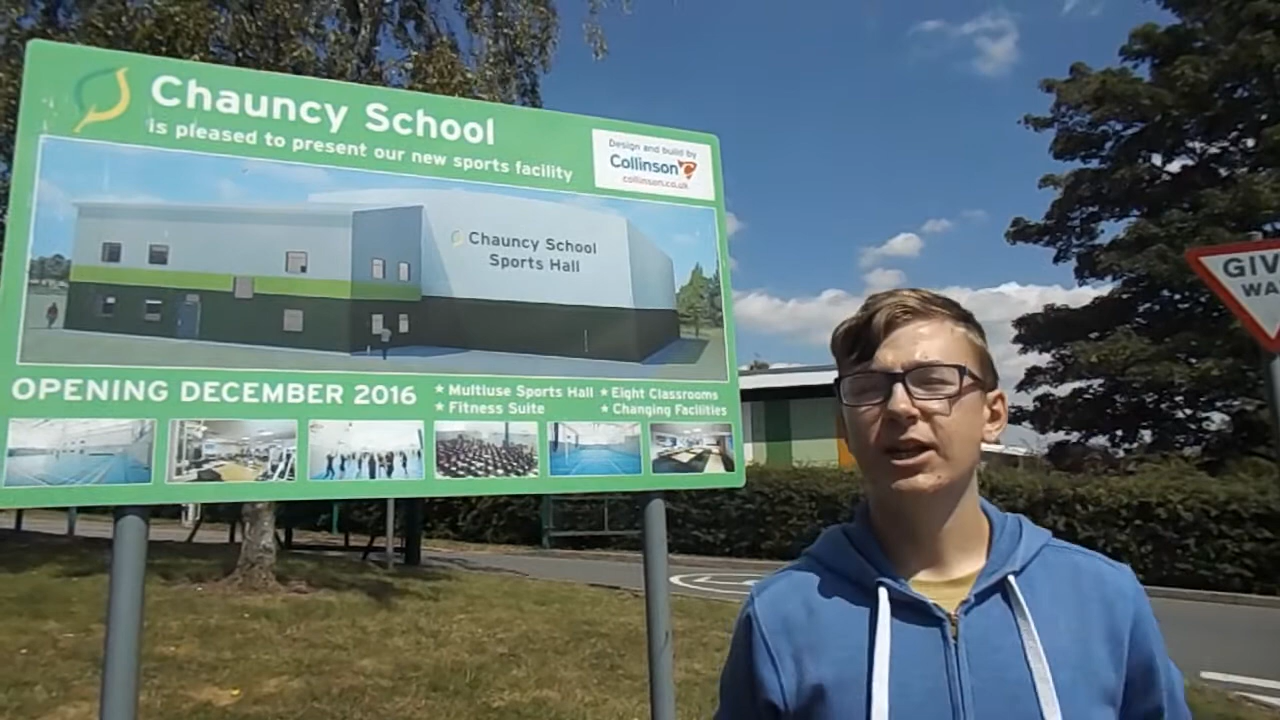 Chauncy School
is pleased to present our new sports facility
Design and build by
Collinson
collinson.co.uk
Chauncy School
Sports Hall
OPENING DECEMBER 2016
★ Multiuse Sports Hall ★ Eight Classrooms
★ Fitness Suite ★ Changing Facilities
GIV
WA